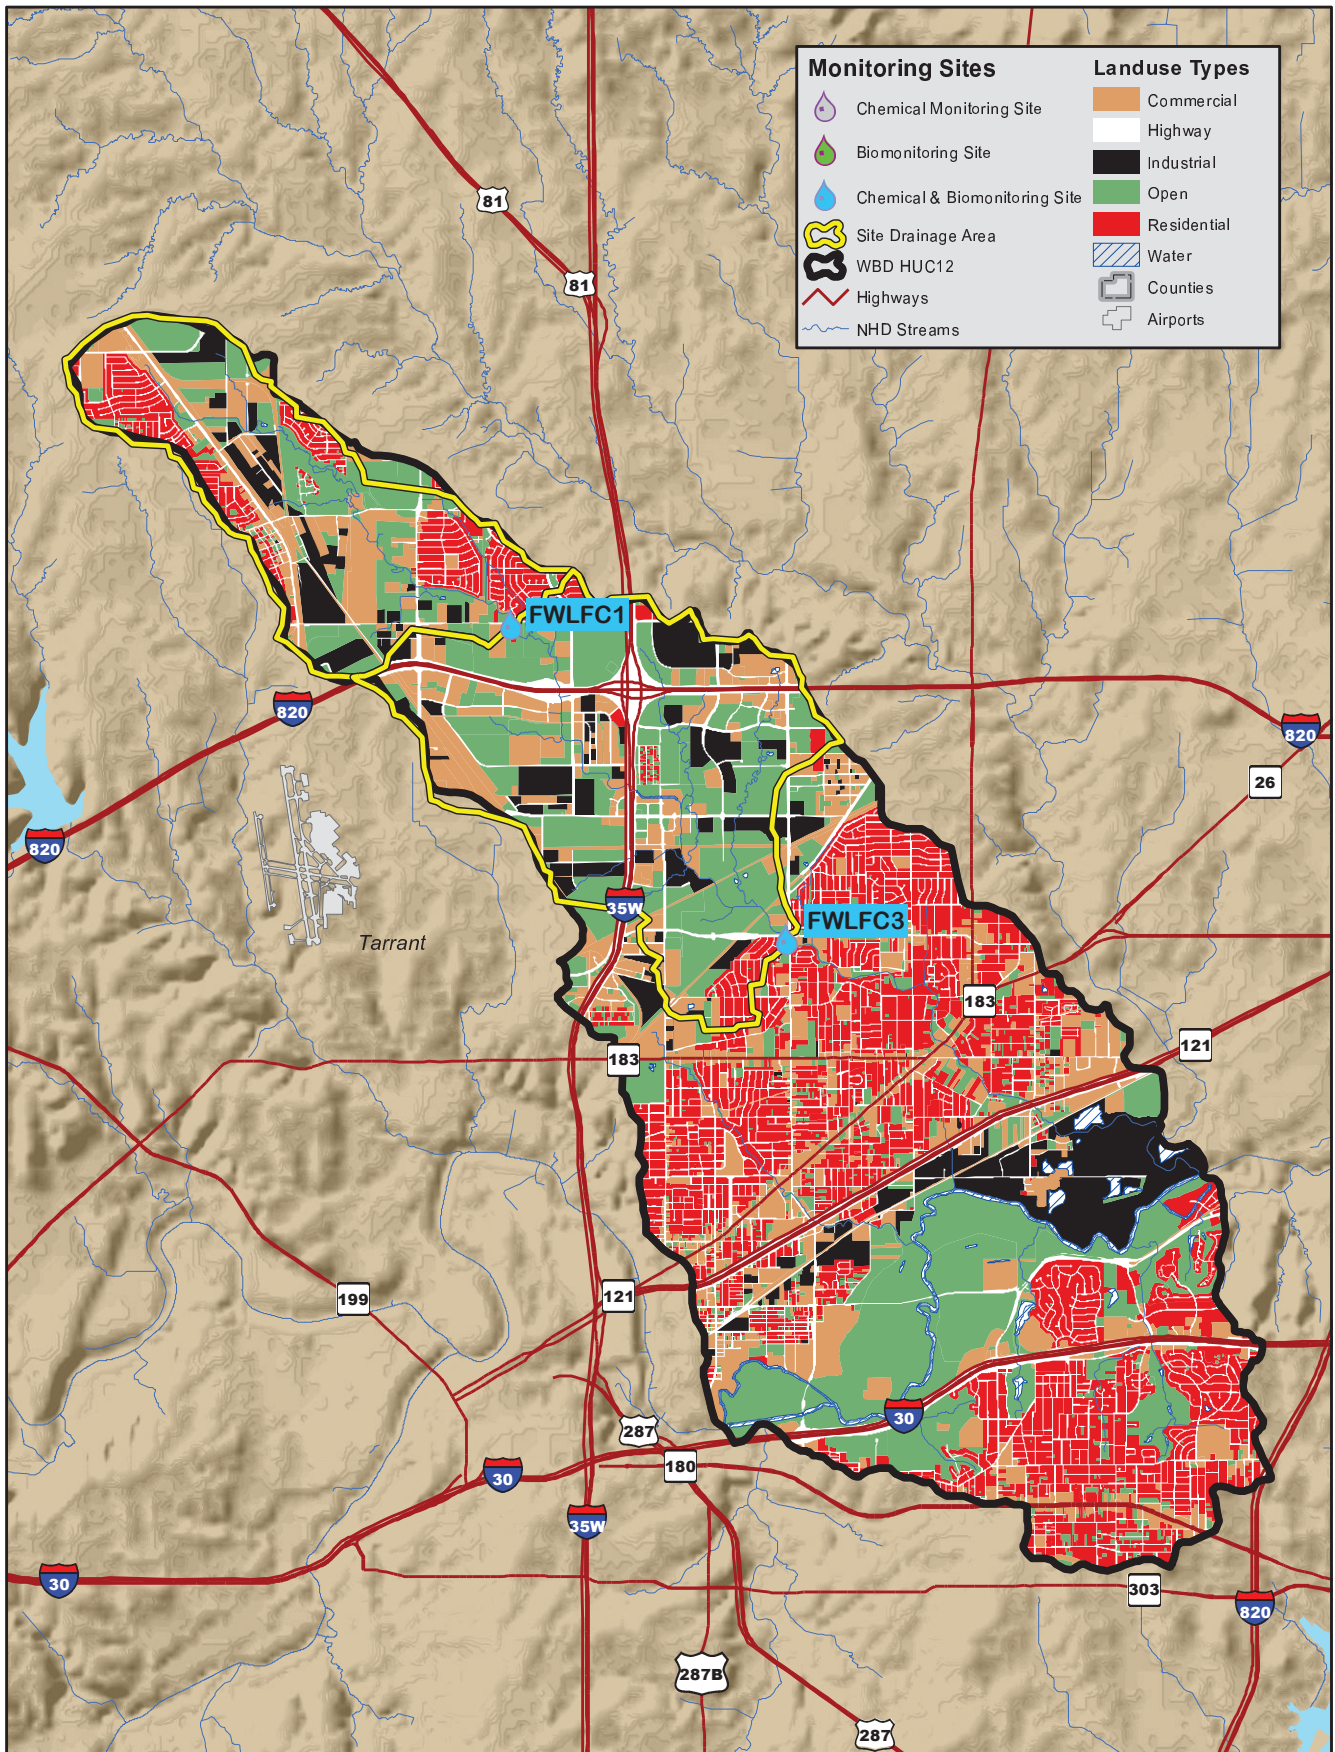 Monitoring Sites
Chemical Monitoring Site
Biomonitoring Site
Chemical & Biomonitoring Site
Site Drainage Area
WBD HUC12
Highways
NHD Streams
Landuse Types
Commercial
Highway
Industrial
Open
Residential
Water
Counties
Airports
81
81
FWLFC1
820
820
26
820
35W
FWLFC3
Tarrant
183
183
121
199
121
30
287
180
30
35W
30
303
820
287B
287